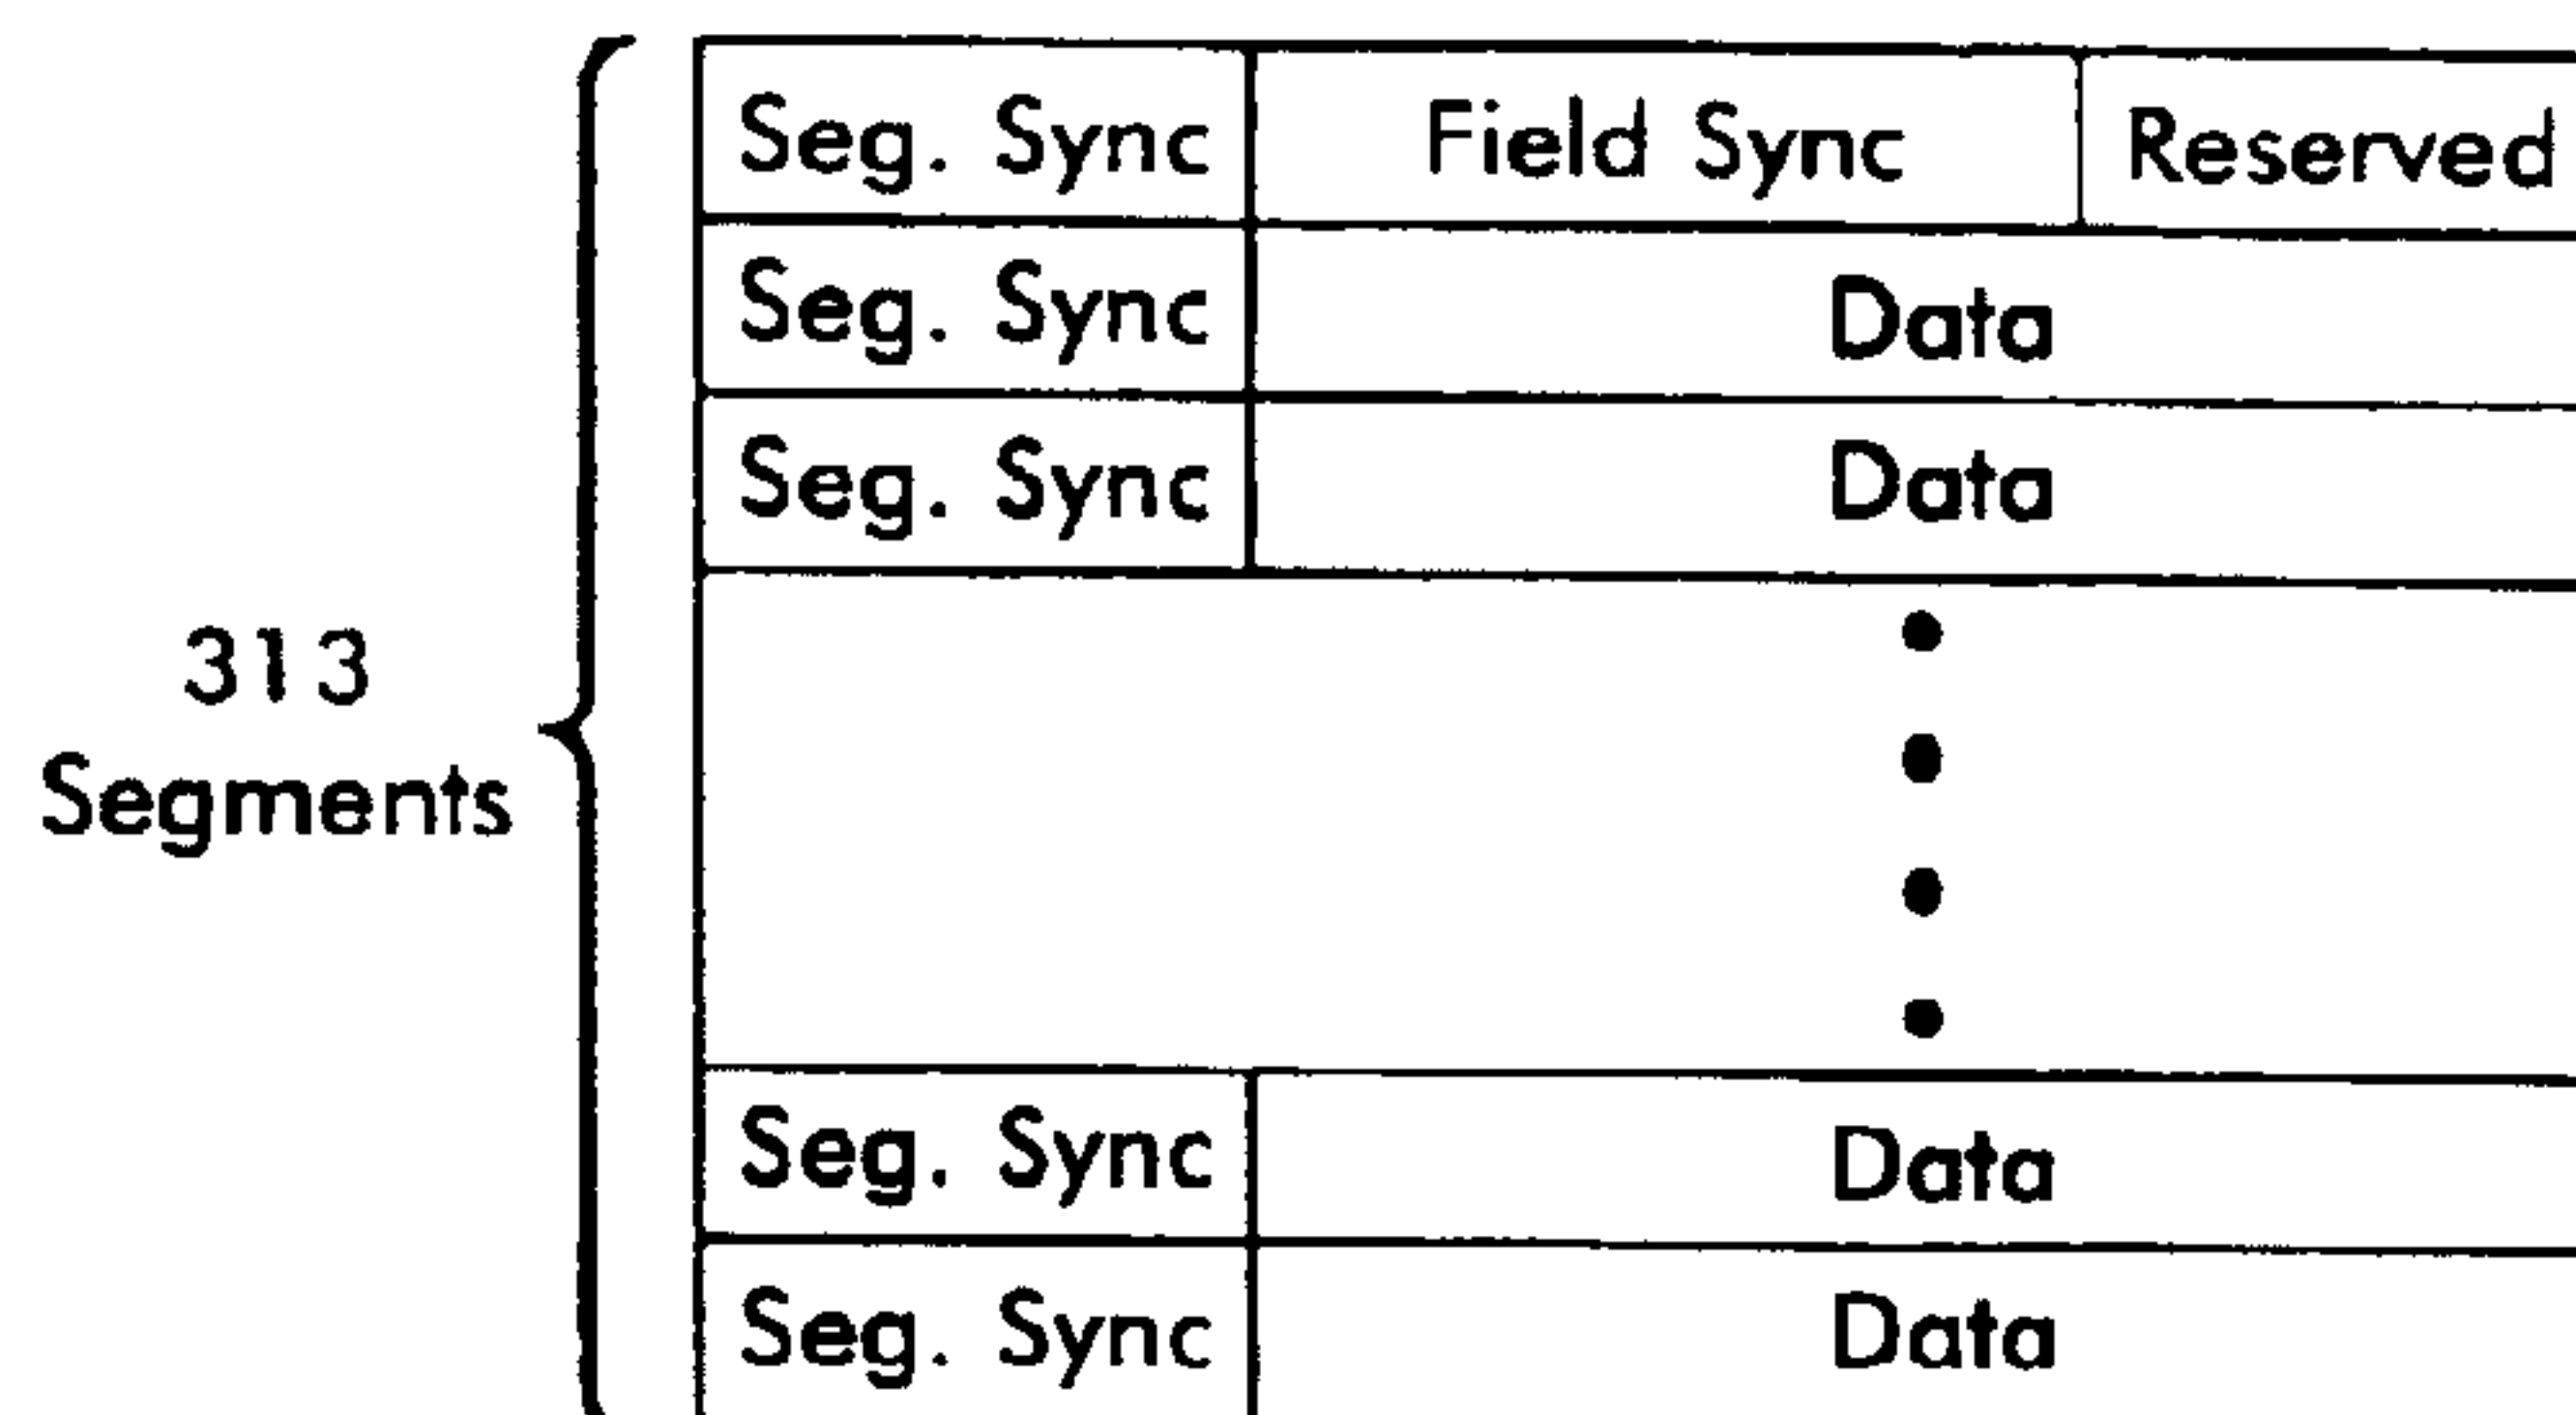 Seg. Sync Field Sync Reserved
Seg. Sync Data
Seg. Sync Data
313
Segments
Seg. Sync Data
Seg. Sync Data